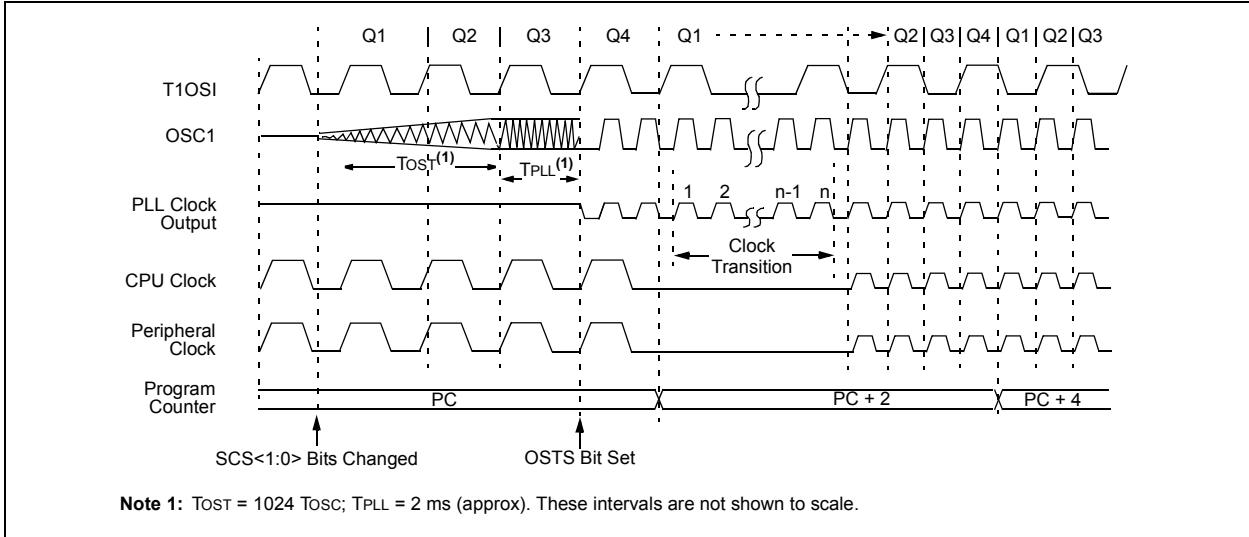 Q1 Q2 Q3 Q4 Q1 Q2 Q3 Q4 Q1 Q2 Q3
T1OSI
OSC1
TOST(1) TPLL(1)
1 2 n-1 n
PLL Clock
Output
Clock
Transition
CPU Clock
Peripheral
Clock
Program
Counter
PC PC + 2 PC + 4
SCS<1:0> Bits Changed OSTS Bit Set
Note 1: TOST = 1024 TOSC; TPLL = 2 ms (approx). These intervals are not shown to scale.